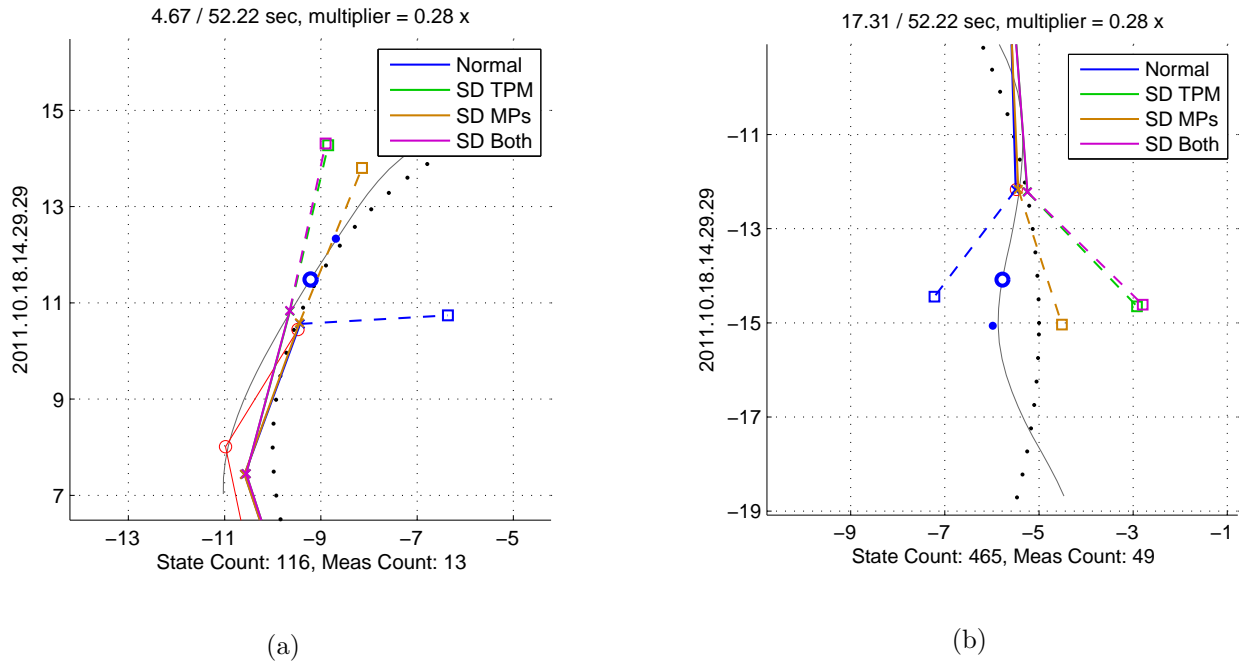 4.67 / 52.22 sec, multiplier = 0.28 x
Normal
SD TPM
SD MPs
SD Both
15
13
11
9
7
2011.10.18.14.29.29
−13
−11
−9
−7
−5
State Count: 116, Meas Count: 13
(a)
17.31 / 52.22 sec, multiplier = 0.28 x
Normal
SD TPM
SD MPs
SD Both
−11
−13
−15
−17
−19
2011.10.18.14.29.29
−9
−7
−5
−3
−1
State Count: 465, Meas Count: 49
(b)